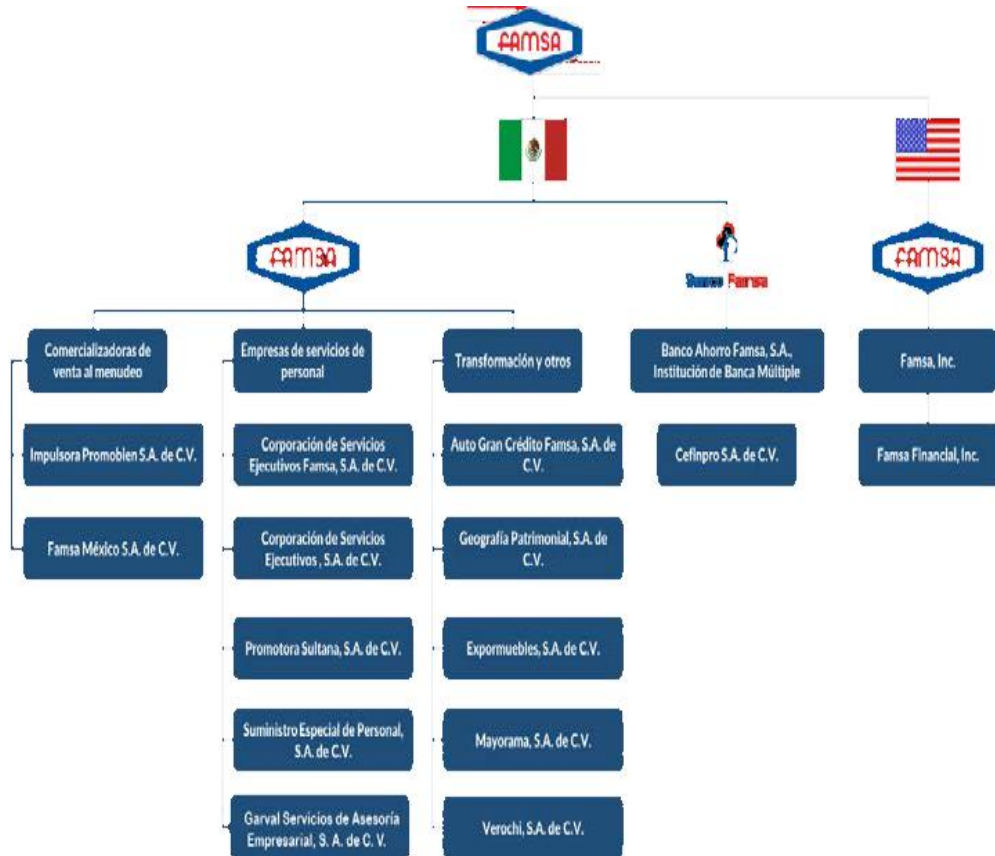 FAMSA
FAMSA
Banco Famsa
FAMSA
Comercializadoras de
venta al menudeo
Empresas de servicios de
personal
Transformación y otros
Banco Ahorro Famsa, S.A.,
Institución de Banca Múltiple
Famsa, Inc.
Impulsora Promobien S.A. de C.V.
Corporación de Servicios
Ejecutivos Famsa, S.A. de C.V.
Auto Gran Crédito Famsa, S.A. de
C.V.
Cefinpro S.A. de C.V.
Famsa Financial, Inc.
Famsa México S.A. de C.V.
Corporación de Servicios
Ejecutivos , S.A. de C.V.
Geografía Patrimonial, S.A. de
C.V.
Promotora Sultana, S.A. de C.V.
Expormuebles, S.A. de C.V.
Suministro Especial de Personal,
S.A. de C.V.
Mayorama, S.A. de C.V.
Garval Servicios de Asesoría
Empresarial, S. A. de C. V.
Verochi, S.A. de C.V.